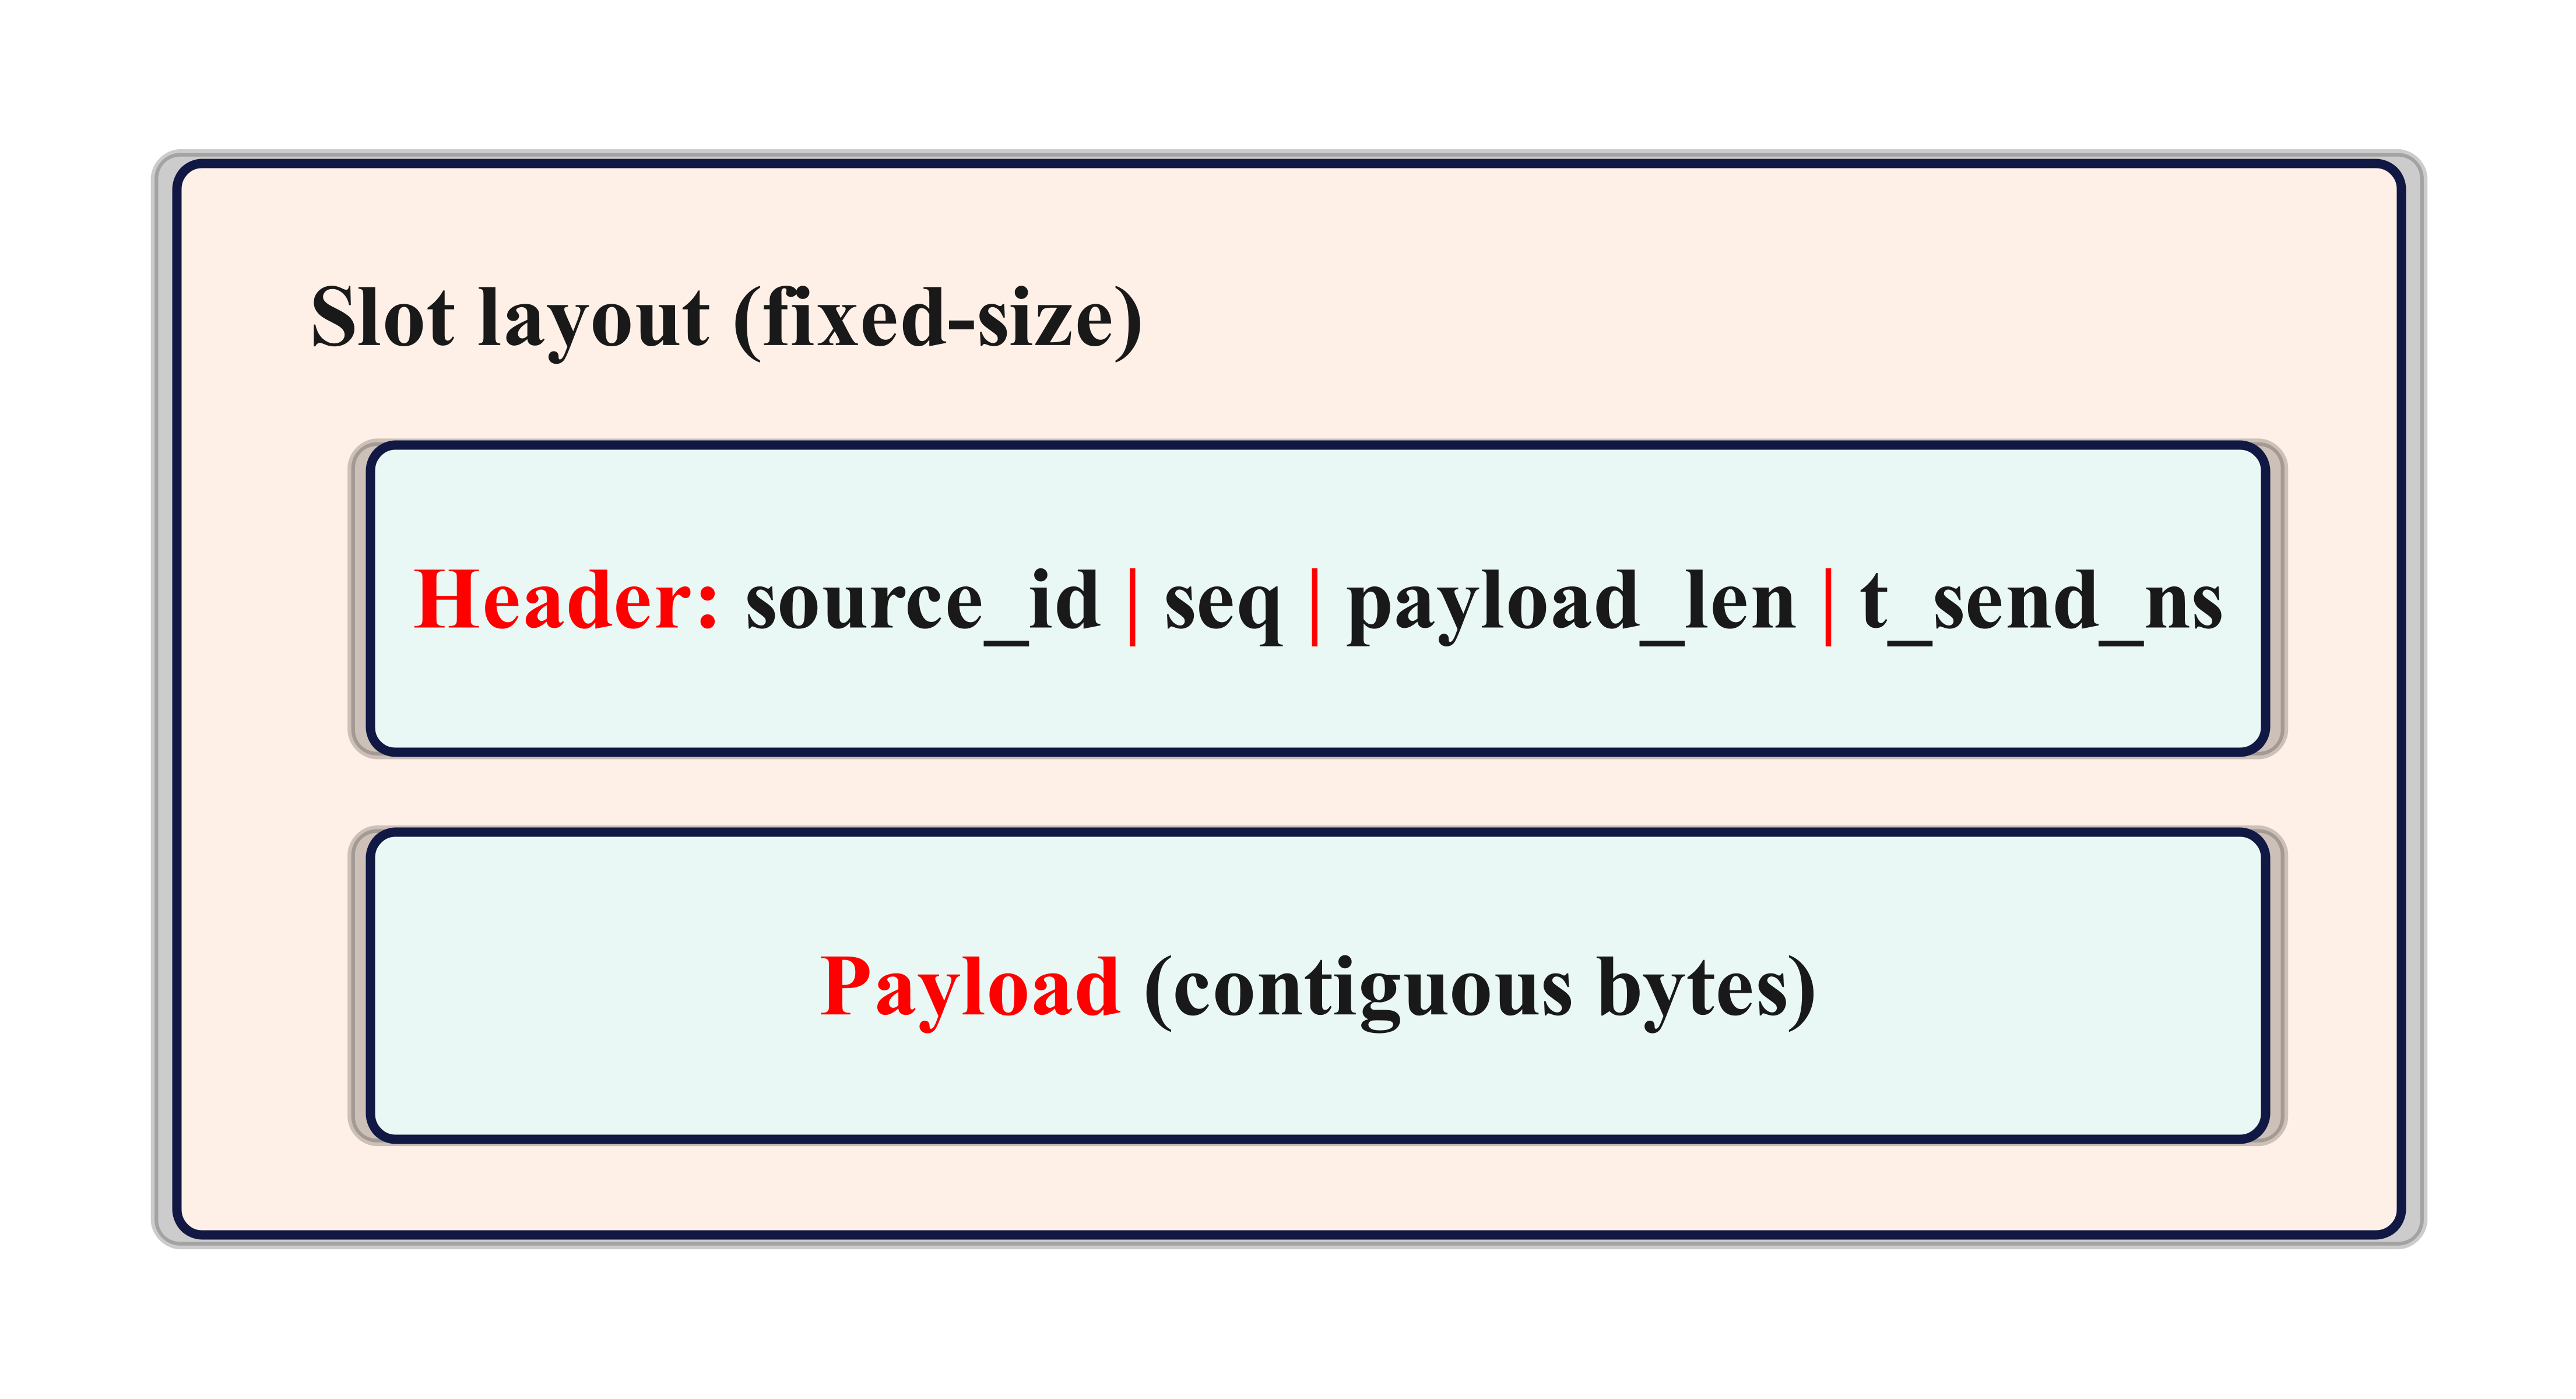 Slot layout (fixed-size)
Header: source_id | seq | payload_len | t_send_ns
Payload (contiguous bytes)